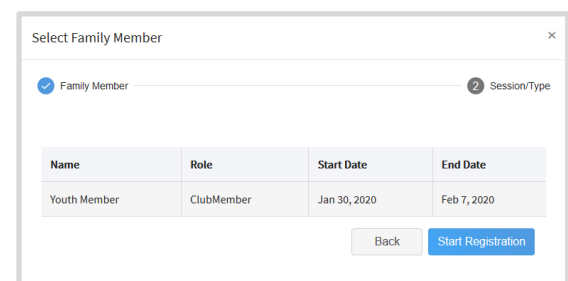 Select Family Member ×
Family Member 2 Session/Type
Name Role Start Date End Date
Youth Member ClubMember Jan 30, 2020 Feb 7, 2020
Back Start Registration